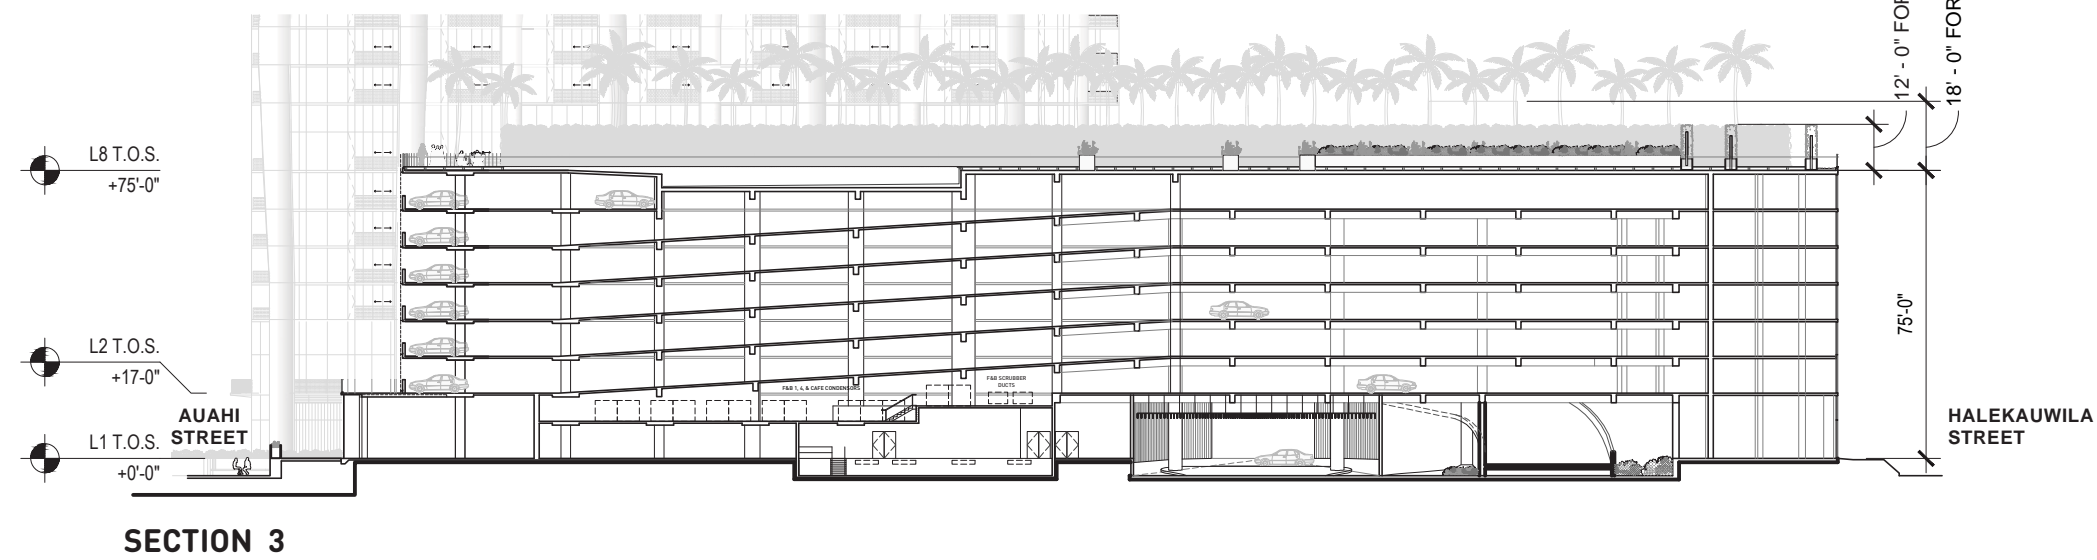 12' - 0" FOR
18' - 0" FOR
L8 T.O.S.
+75'-0"
75'-0"
L2 T.O.S.
+17-0"
F&B 1, 4, & CAFE CONDENSORS
F&B SCRUBBER
DUCTS
AUAHI
STREET
HALEKAUWILA
STREET
L1 T.O.S.
+0'-0"
SECTION 3